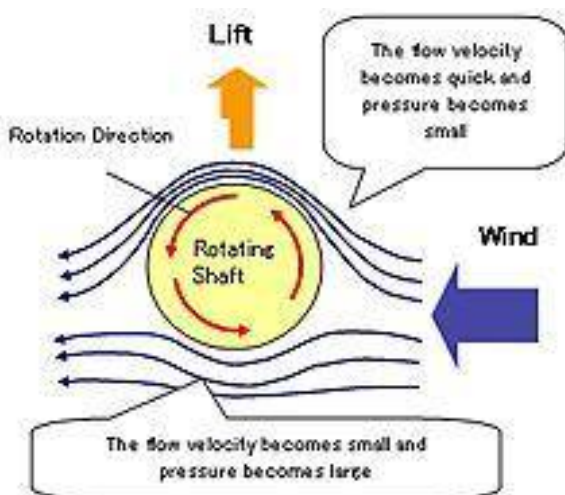 Lift
The flow velocity
becomes quick and
pressure becomes
small
Rotation Direction
Rotating
Shaft
Wind
The flow velocity becomes small and
pressure becomes large